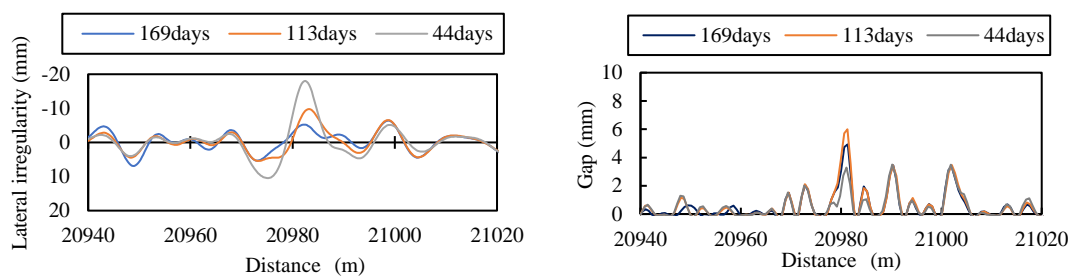 169days 113days 44days
Lateral irregularity (mm)
-20
-10
0
10
20
20940 20960 20980 21000 21020
Distance (m)
169days 113days 44days
Gap (mm)
10
8
6
4
2
0
20940 20960 20980 21000 21020
Distance (m)